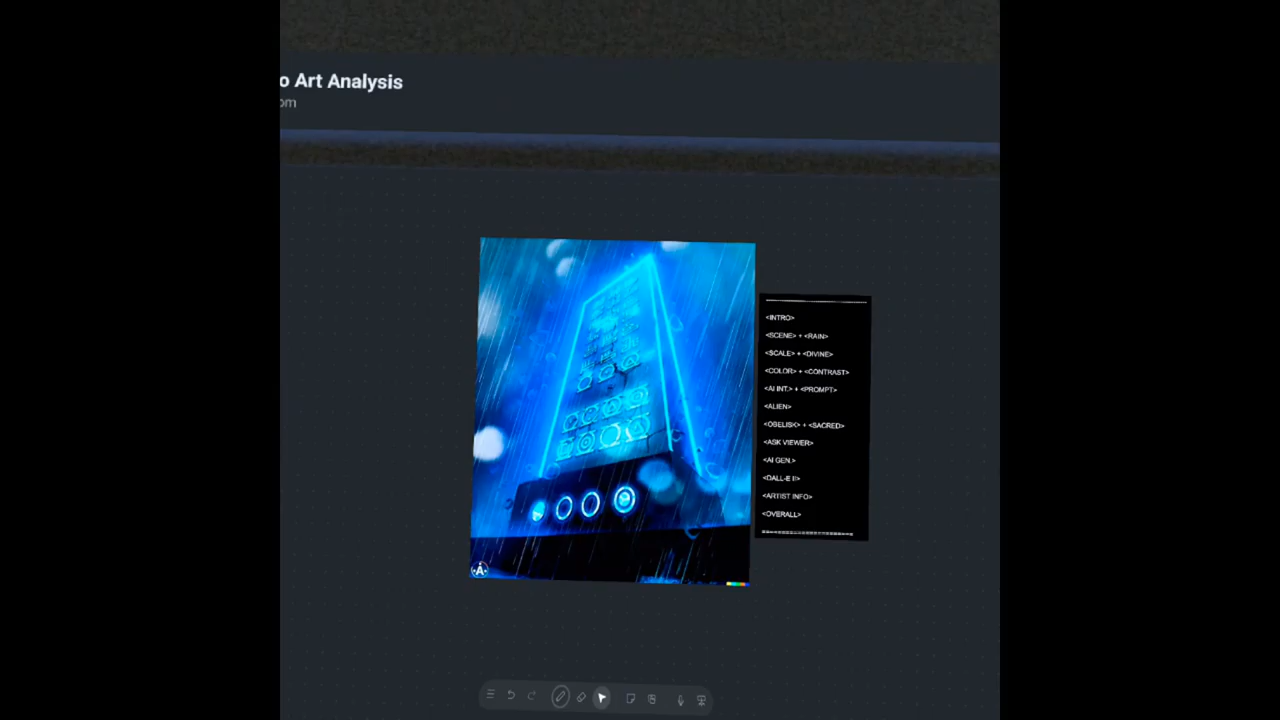 o Art Analysis
om
<INTRO>
<SCENE> + <RAIN>
<SCALE> + <DIVINE>
<COLOR> + <CONTRAST>
<AI INT.> + <PROMPT>
<ALIEN>
<OBELISK> + <SACRED>
<ASK VIEWER>
<AI GEN.>
<DALL-E II>
<ARTIST INFO>
<OVERALL>
A